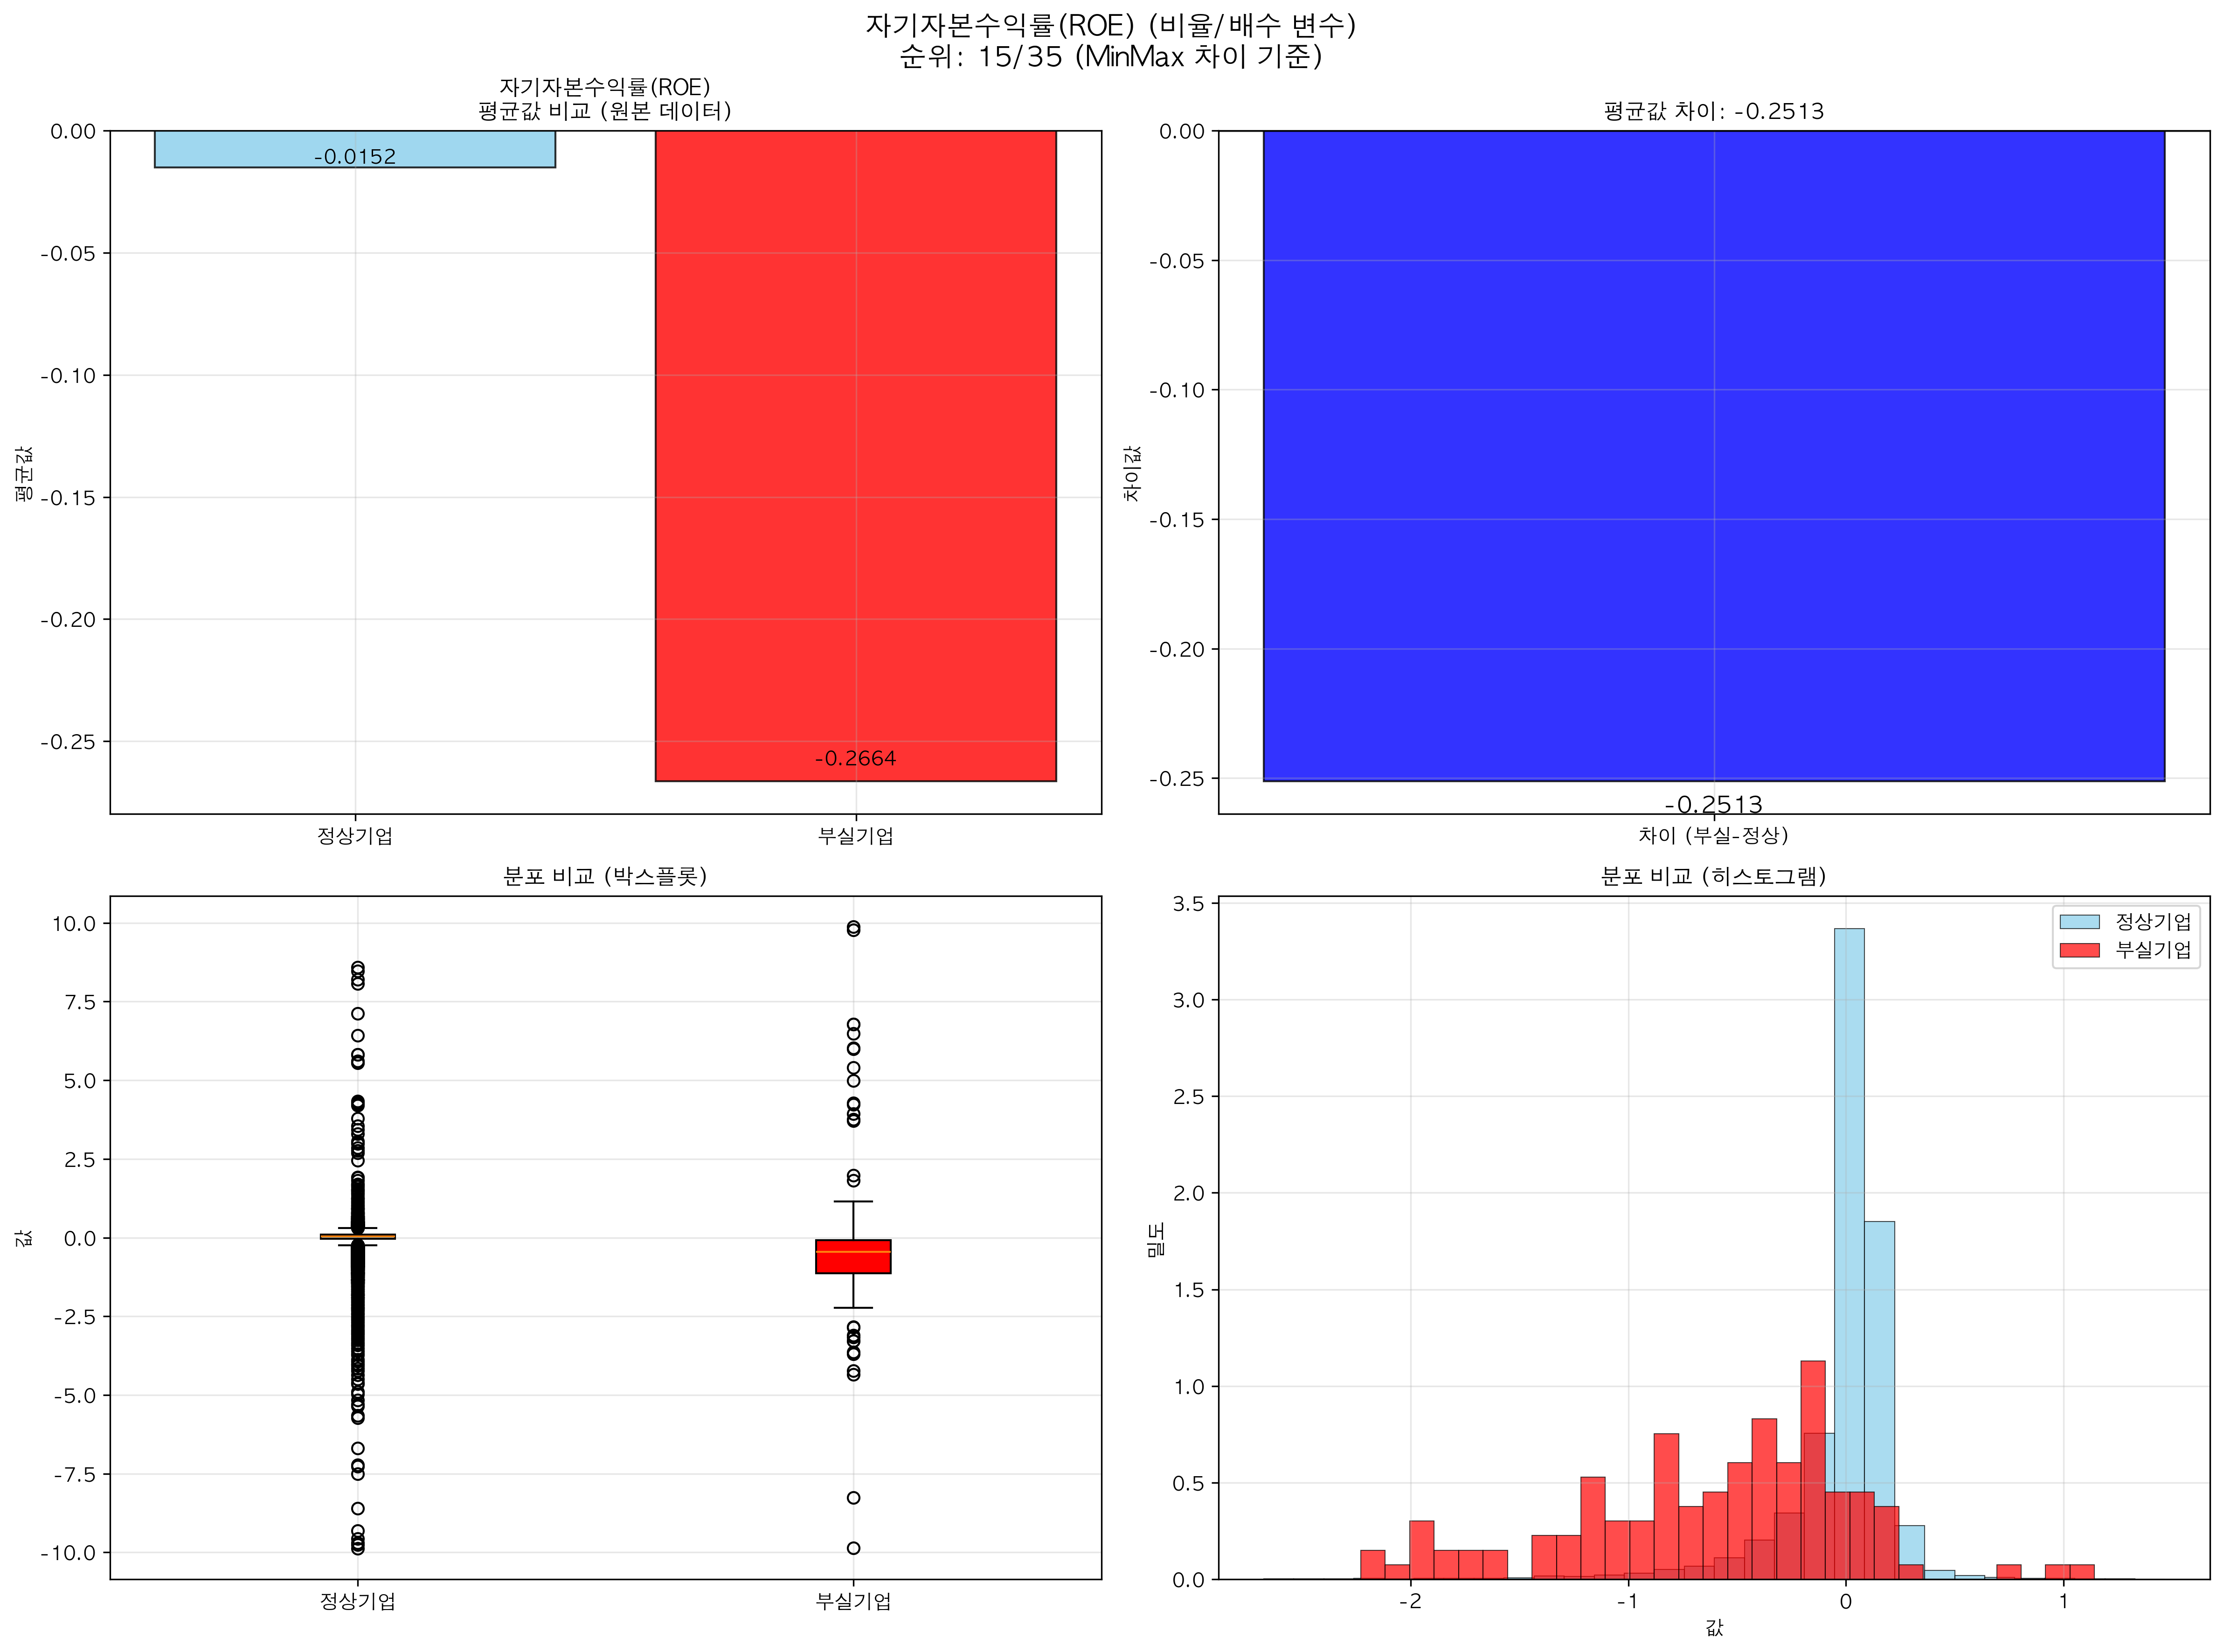 자기자본수익률(ROE) (비율/배수 변수)
순위: 15/35 (MinMax 차이 기준)
자기자본수익률(ROE)
평균값 비교 (원본 데이터)
0.00
-0.05
-0.10
-0.15
-0.20
-0.25
평균값
-0.0152
-0.2664
정상기업
부실기업
평균값 차이: -0.2513
0.00
-0.05
-0.10
-0.15
-0.20
-0.25
차이값
-0.2513
차이 (부실-정상)
분포 비교 (박스플롯)
10.0
7.5
5.0
2.5
0.0
-2.5
-5.0
-7.5
-10.0
값
정상기업
부실기업
분포 비교 (히스토그램)
3.5
3.0
2.5
2.0
1.5
1.0
0.5
0.0
밀도
정상기업
부실기업
-2
-1
0
1
값